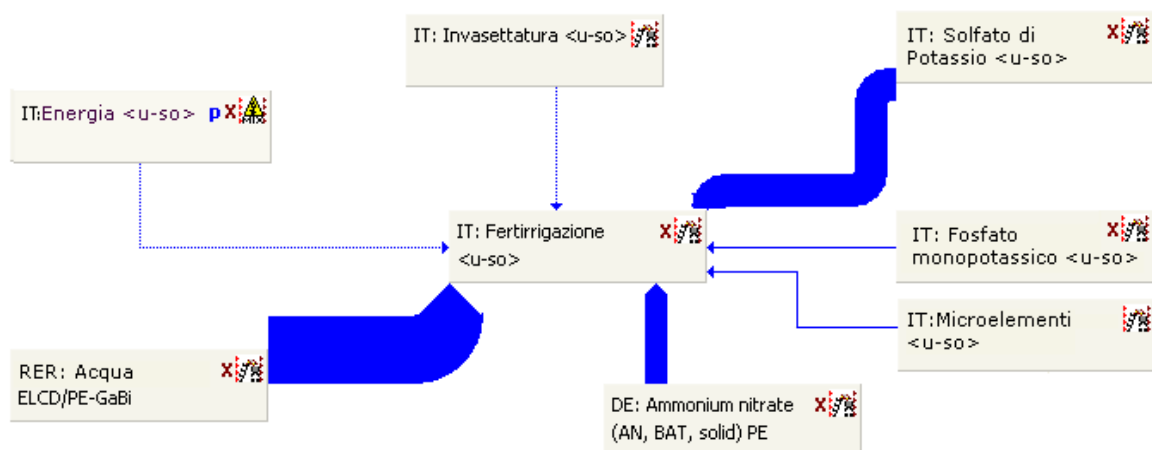 IT: Invasettatura <u-so>
IT: Solfato di X
Potassio <u-so>
IT:Energia <u-so> p X
MIX
IT: Fertirrigazione X
<u-so>
IT: Fosfato X
monopotassico <u-so>
IT:Microelementi
<u-so>
RER: Acqua X
ELCD/PE-GaBi
DE: Ammonium nitrate X
(AN, BAT, solid) PE